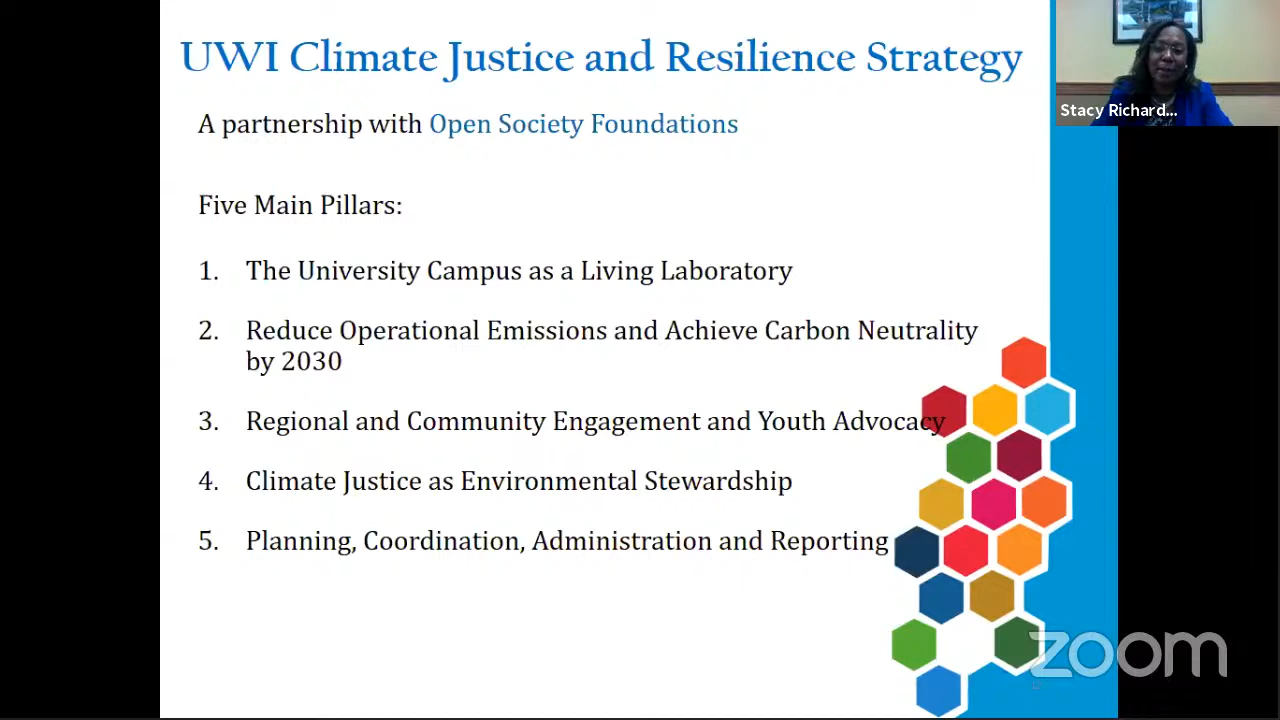 UWI Climate Justice and Resilience Strategy
A partnership with Open Society Foundations
Five Main Pillars:
1. The University Campus as a Living Laboratory
2. Reduce Operational Emissions and Achieve Carbon Neutrality
by 2030
3. Regional and Community Engagement and Youth Advocacy
4. Climate Justice as Environmental Stewardship
5. Planning, Coordination, Administration and Reporting
Stacy Richard...
zoom